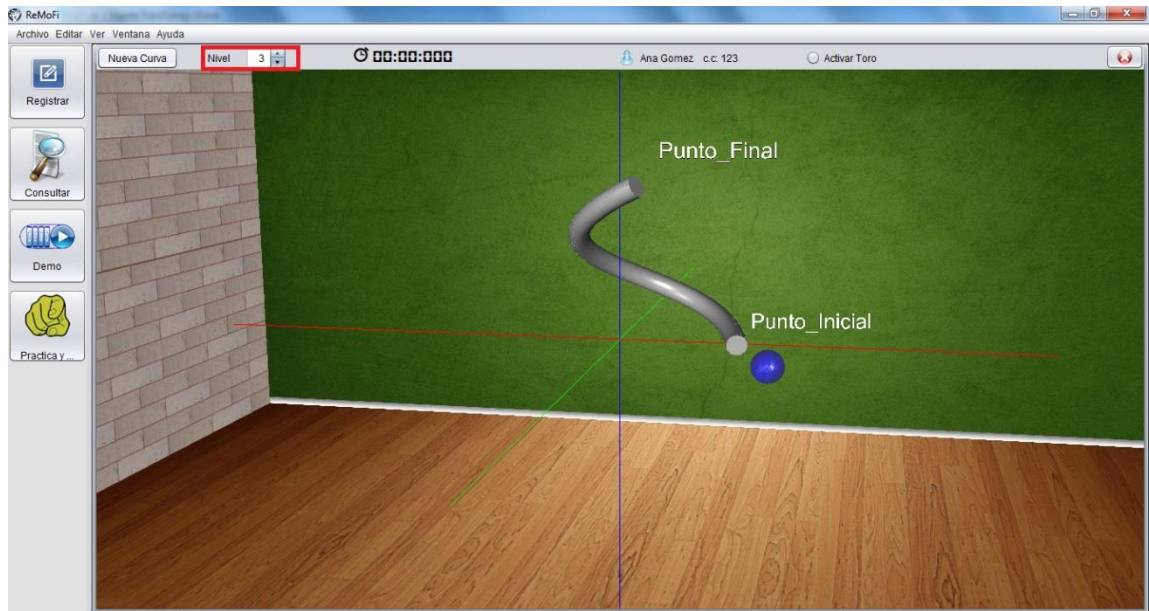 ReMoFi
Archivo Editar Ver Ventana Ayuda
Nueva Curva Nivel 3 00:00:000 Ana Gomez c.c: 123 Activar Toro
Registrar
Consultar
Demo
Practica y ...
Punto_Final
Punto_Inicial